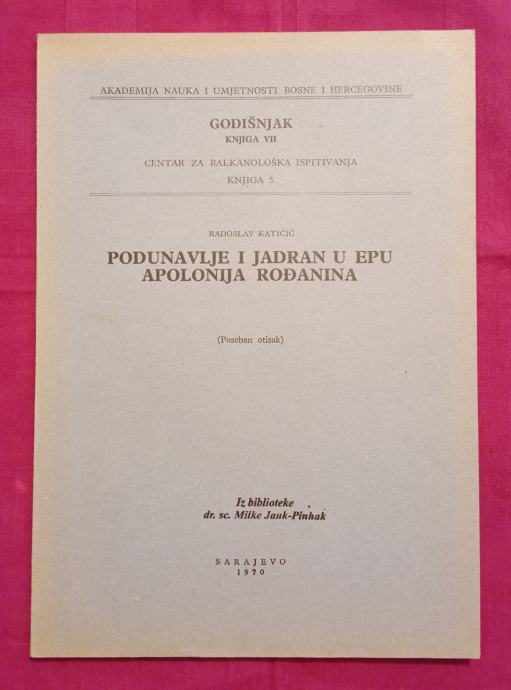 AKADEMIJA NAUKA I UMJETNOSTI BOSNE I HERCEGOVINE
GODIŠNJAK
KNJIGA VII
CENTAR ZA BALKANOLOŠKA ISPITIVANJA
KNJIGA 5.
RADOSLAV KATIČIĆ
PODUNAVLJE I JADRAN U EPU
APOLONIJA ROĐANINA
(Poseban otisak)
Iz biblioteke
dr. sc. Milke Jauk-Pinhak
SARAJEVO
1970